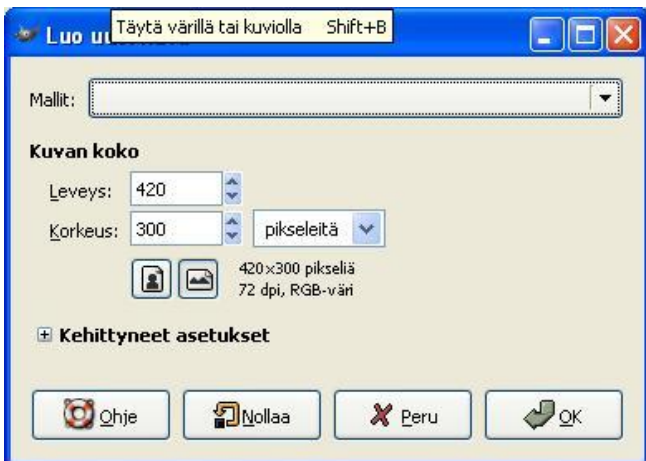 Täytä värillä tai kuviolla Shift+B
Luo
Mallit:
Kuvan koko
Leveys: 420
Korkeus: 300 pikseleitä
420×300 pikseliä
72 dpi, RGB-väri
Kehittyneet asetukset
Ohje Nollaa Peru OK